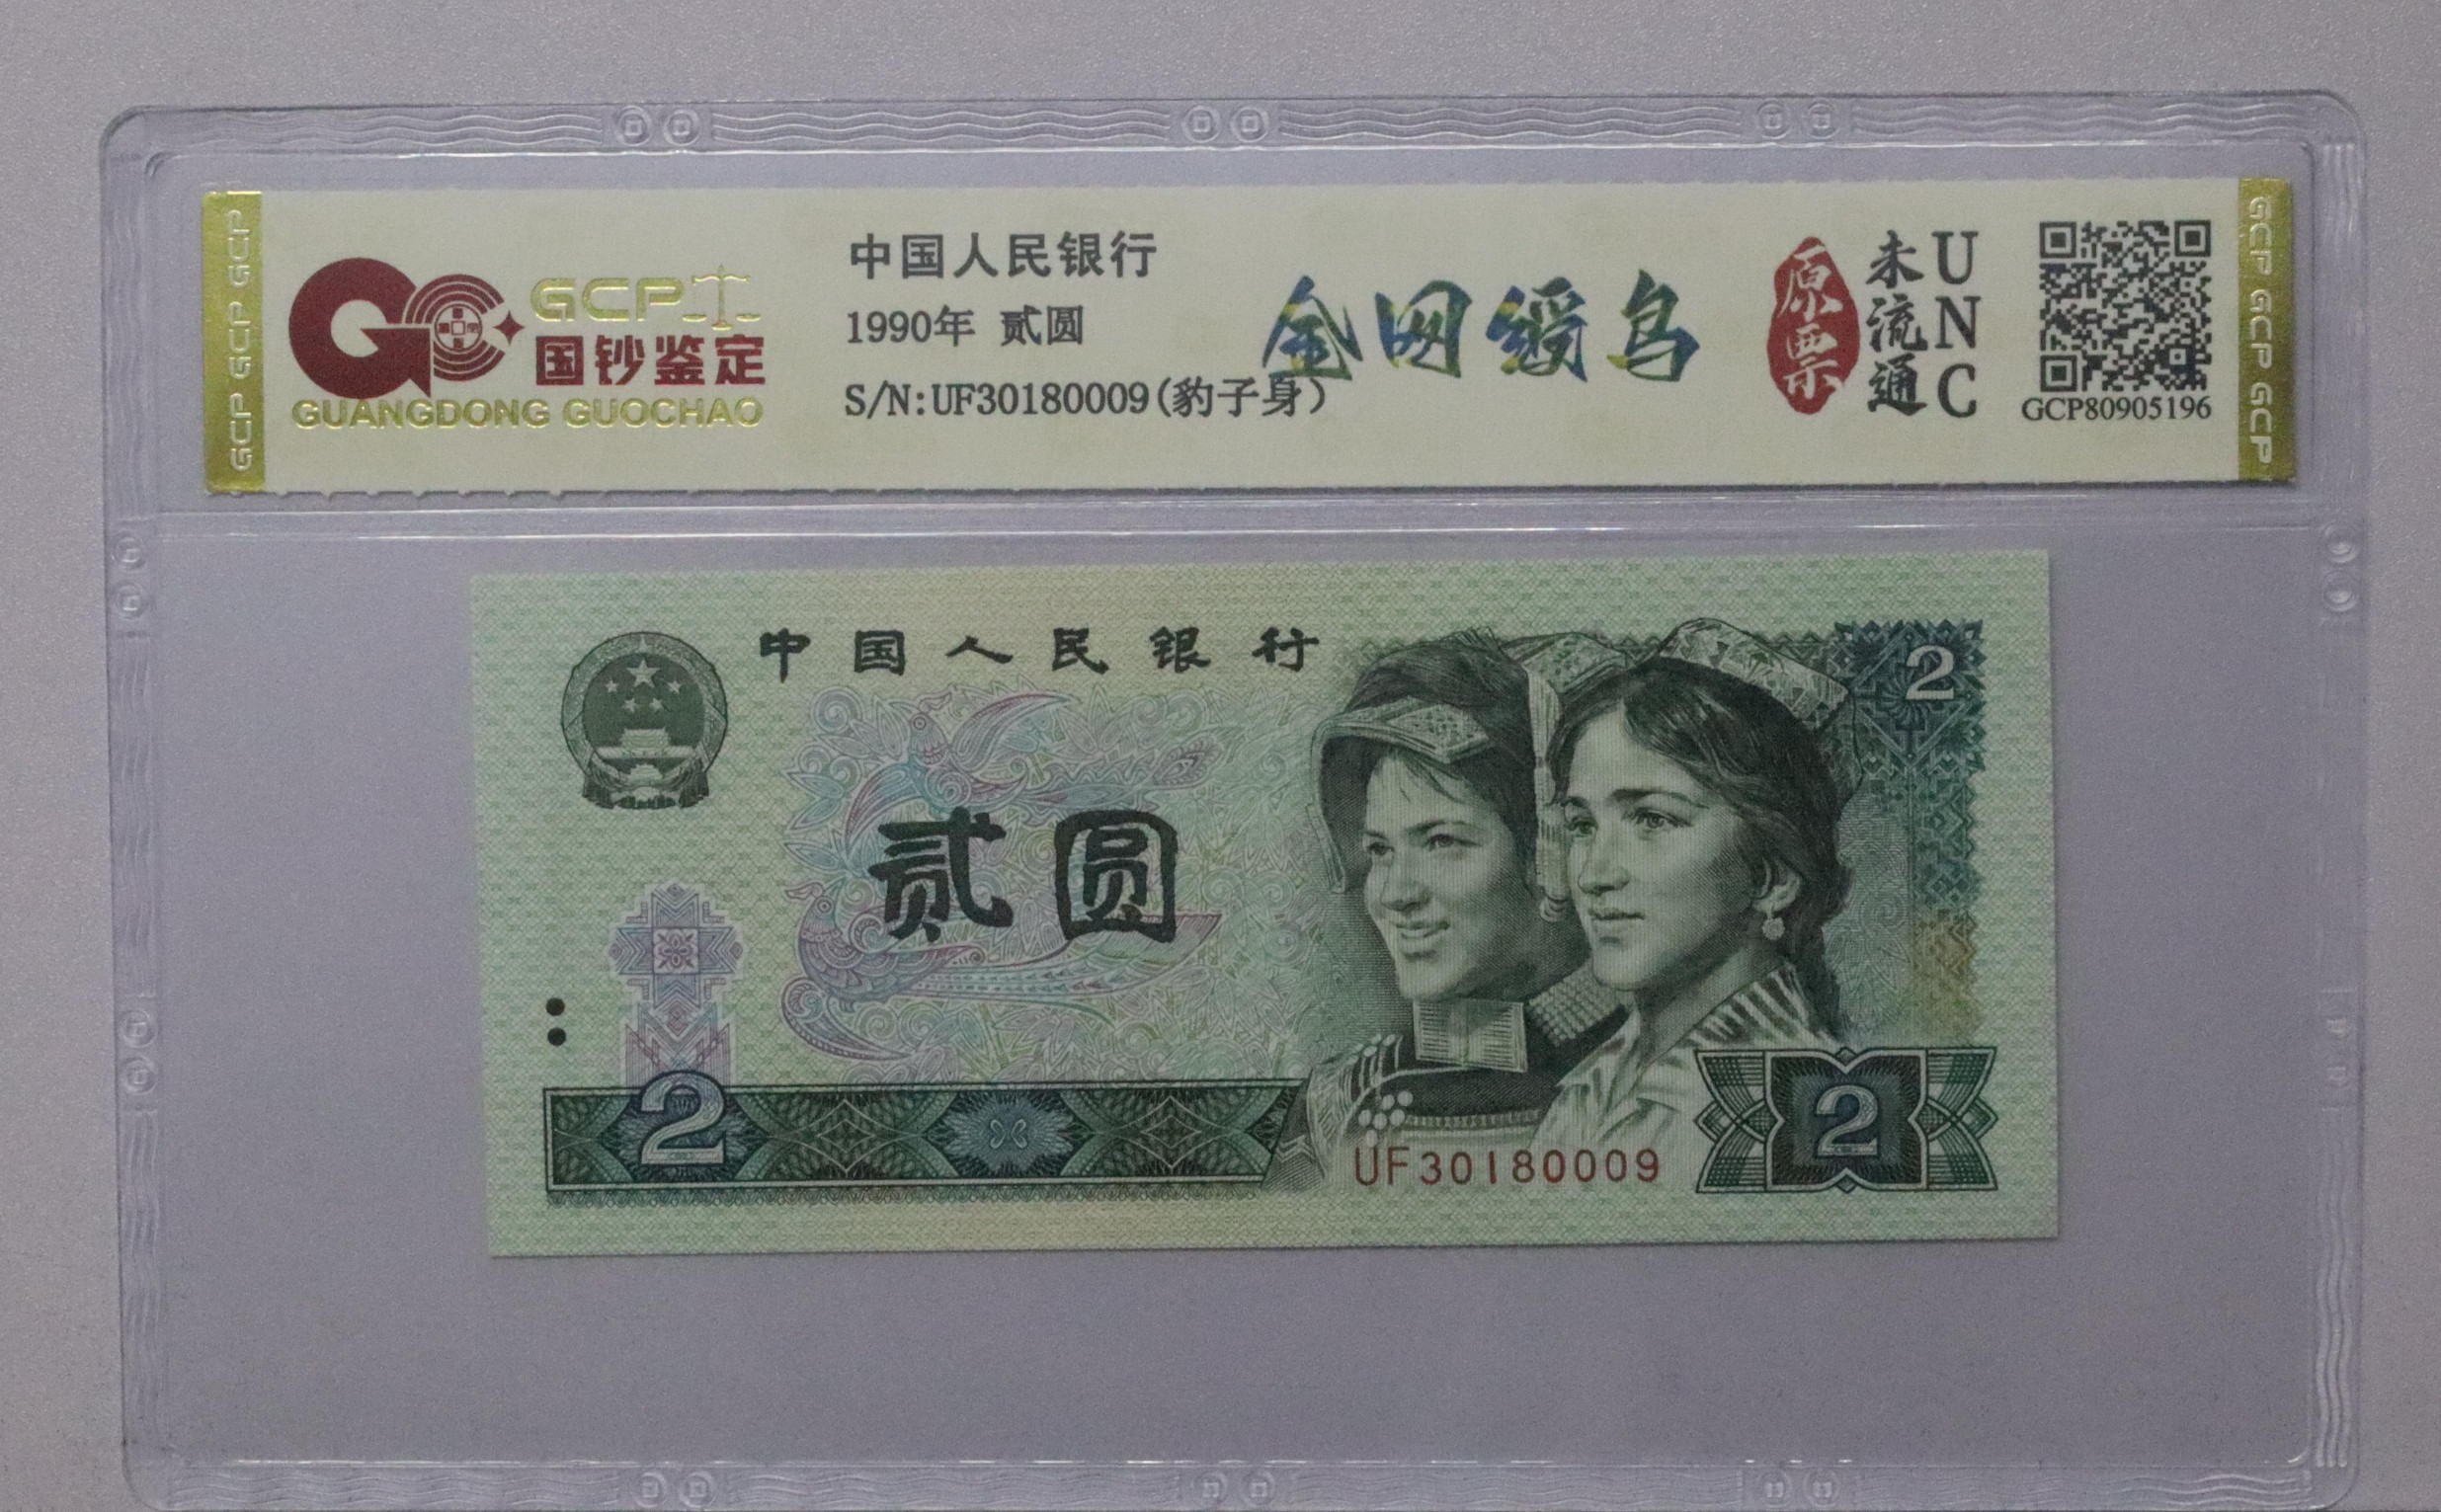 GCP GCP GCP
GCP
国钞鉴定
GUANGDONG GUOCHAO
中国人民银行
1990年 贰圆
S/N:UF30180009(豹子身)
金网绶鸟
原票
未流通
UNC
GCP80905196
GCP GCP GCP
中国人民银行
2
贰圆
2
UF30180009
2